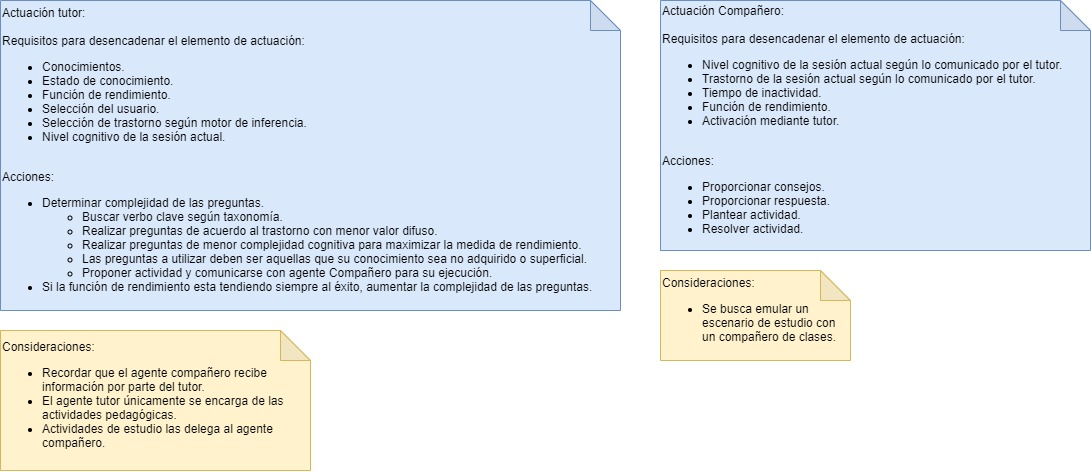 Actuación tutor:
Requisitos para desencadenar el elemento de actuación:
Conocimientos.
Estado de conocimiento.
Función de rendimiento.
Selección del usuario.
Selección de trastorno según motor de inferencia.
Nivel cognitivo de la sesión actual.
Acciones:
Determinar complejidad de las preguntas.
Buscar verbo clave según taxonomía.
Realizar preguntas de acuerdo al trastorno con menor valor difuso.
Realizar preguntas de menor complejidad cognitiva para maximizar la medida de rendimiento.
Las preguntas a utilizar deben ser aquellas que su conocimiento sea no adquirido o superficial.
Proponer actividad y comunicarse con agente Compañero para su ejecución.
Si la función de rendimiento esta tendiendo siempre al éxito, aumentar la complejidad de las preguntas.
Consideraciones:
Recordar que el agente compañero recibe
información por parte del tutor.
El agente tutor únicamente se encarga de las
actividades pedagógicas.
Actividades de estudio las delega al agente
compañero.
Actuación Compañero:
Requisitos para desencadenar el elemento de actuación:
Nivel cognitivo de la sesión actual según lo comunicado por el tutor.
Trastorno de la sesión actual según lo comunicado por el tutor.
Tiempo de inactividad.
Función de rendimiento.
Activación mediante tutor.
Acciones:
Proporcionar consejos.
Proporcionar respuesta.
Plantear actividad.
Resolver actividad.
Consideraciones:
Se busca emular un
escenario de estudio con
un compañero de clases.